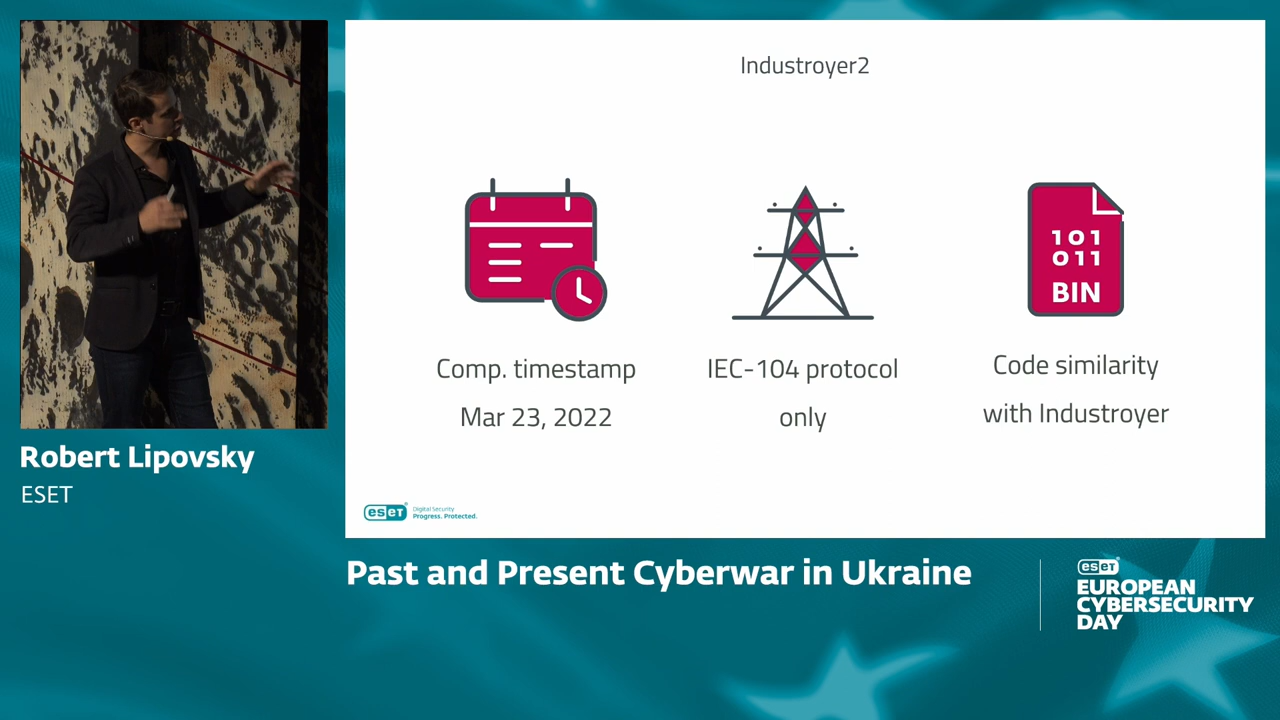 Industroyer2
101
011
BIN
Comp. timestamp
Mar 23, 2022
IEC-104 protocol
only
Code similarity
with Industroyer
eseT
Digital Security
Progress. Protected.
Robert Lipovsky
ESET
Past and Present Cyberwar in Ukraine
eseT
EUROPEAN
CYBERSECURITY
DAY